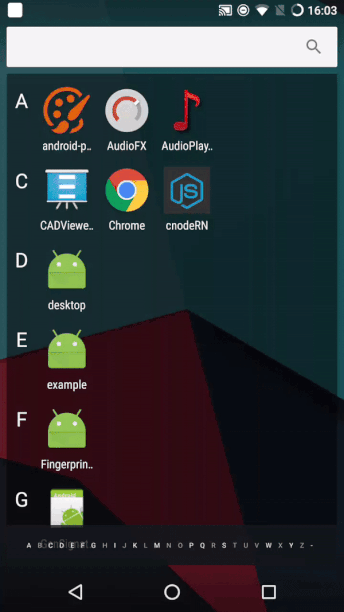 16:03
A
android-p..
AudioFX
AudioPlay..
C
CADViewe..
Chrome
cnodeRN
D
desktop
E
example
F
Fingerprin..
G
A B C D E F G H I J K L M N O P Q R S T U V W X Y Z -